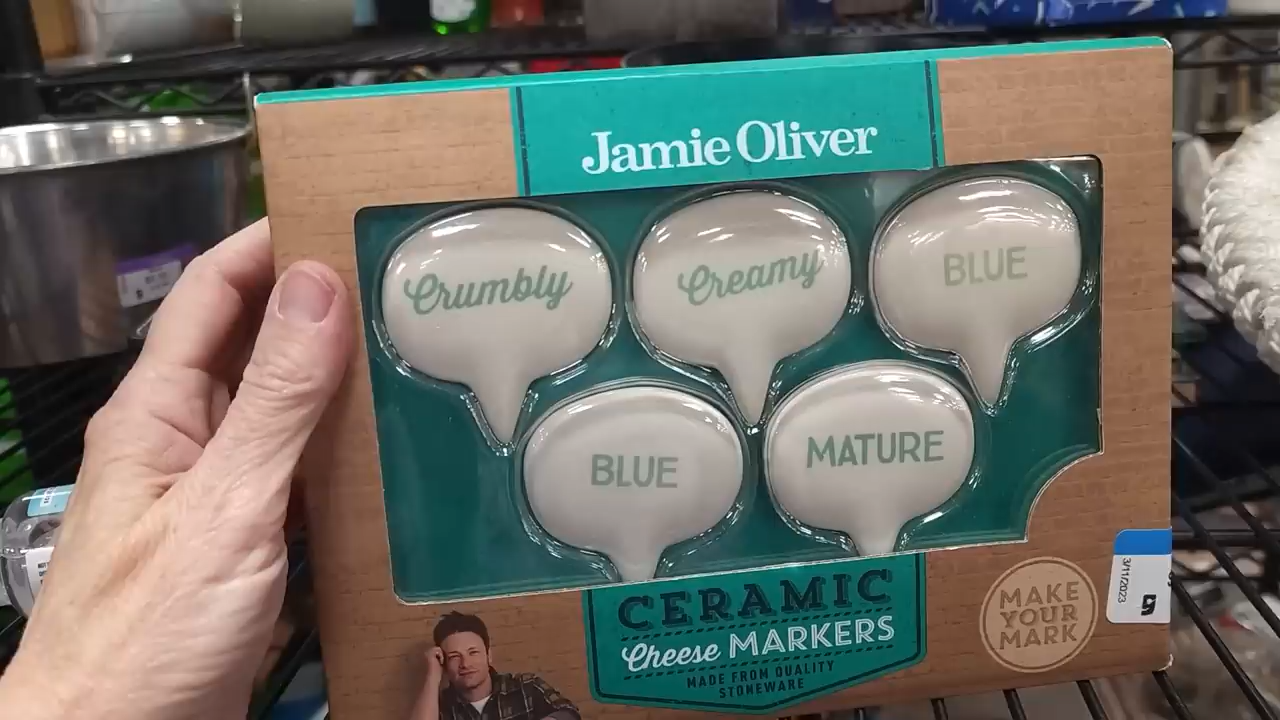 Jamie Oliver
Crumbly
Creamy
BLUE
BLUE
MATURE
CERAMIC
Cheese MARKERS
MADE FROM QUALITY
STONEWARE
MAKE
YOUR
MARK
3/11/2023